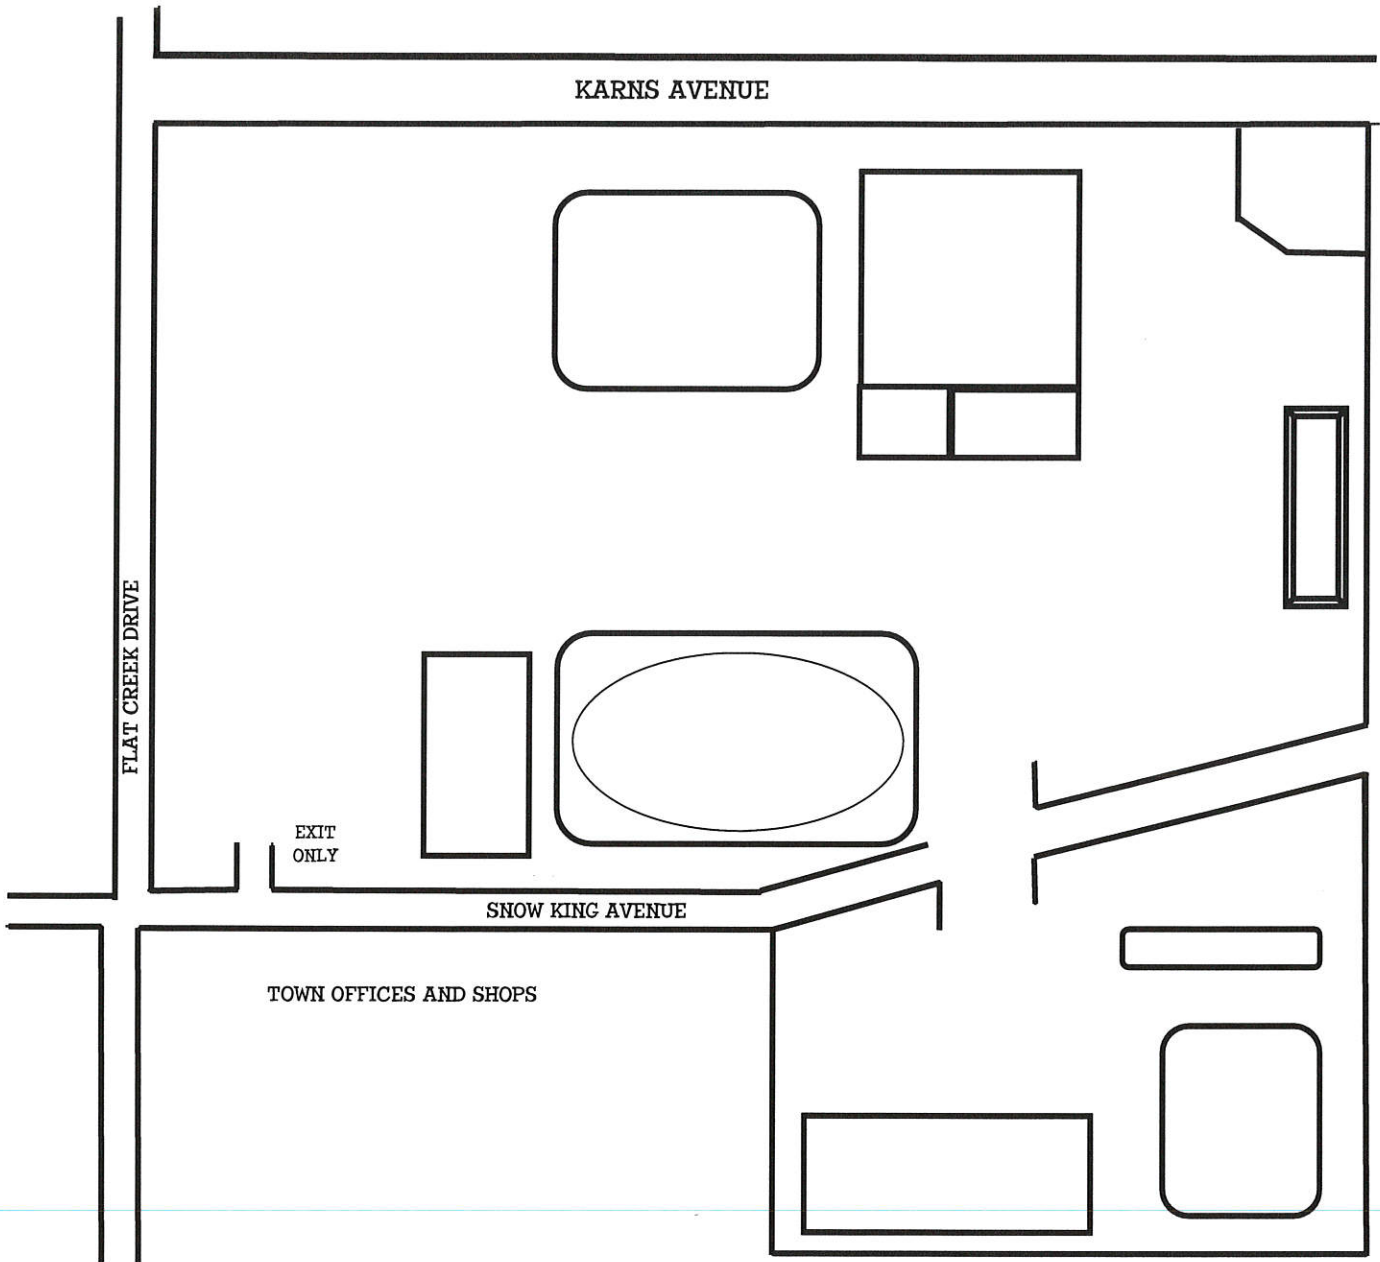 KARNS AVENUE
FLAT CREEK DRIVE
EXIT
ONLY
SNOW KING AVENUE
TOWN OFFICES AND SHOPS